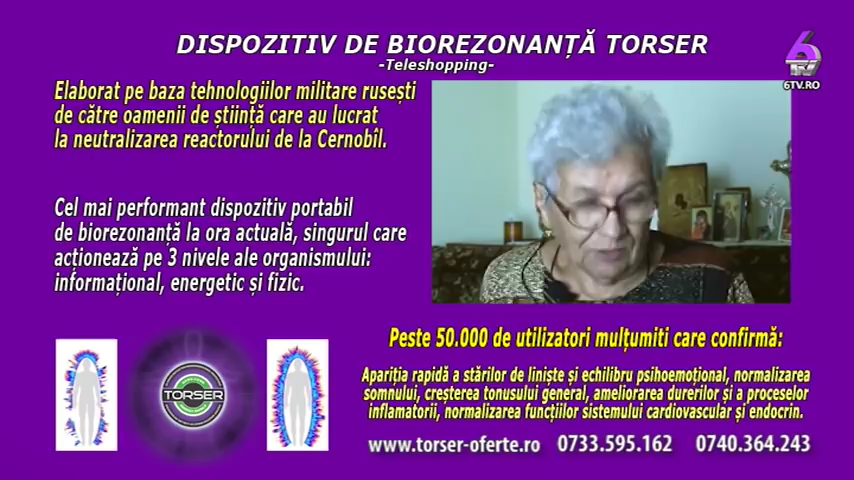 DISPOZITIV DE BIOREZONANȚĂ TORSER
-Teleshopping-
6
TV
6TV.RO
Elaborat pe baza tehnologiilor militare rusești
de către oamenii de știință care au lucrat
la neutralizarea reactorului de la Cernobîl.
Cel mai performant dispozitiv portabil
de biorezonanță la ora actuală, singurul care
acționează pe 3 nivele ale organismului:
informațional, energetic și fizic.
Peste 50.000 de utilizatori mulțumiti care confirmă:
Apariția rapidă a stărilor de liniște și echilibru psihoemoțional, normalizarea
somnului, creșterea tonusului general, ameliorarea durerilor și a proceselor
inflamatorii, normalizarea funcțiilor sistemului cardiovascular și endocrin.
TORSER
www.torser-oferte.ro 0733.595.162 0740.364.243